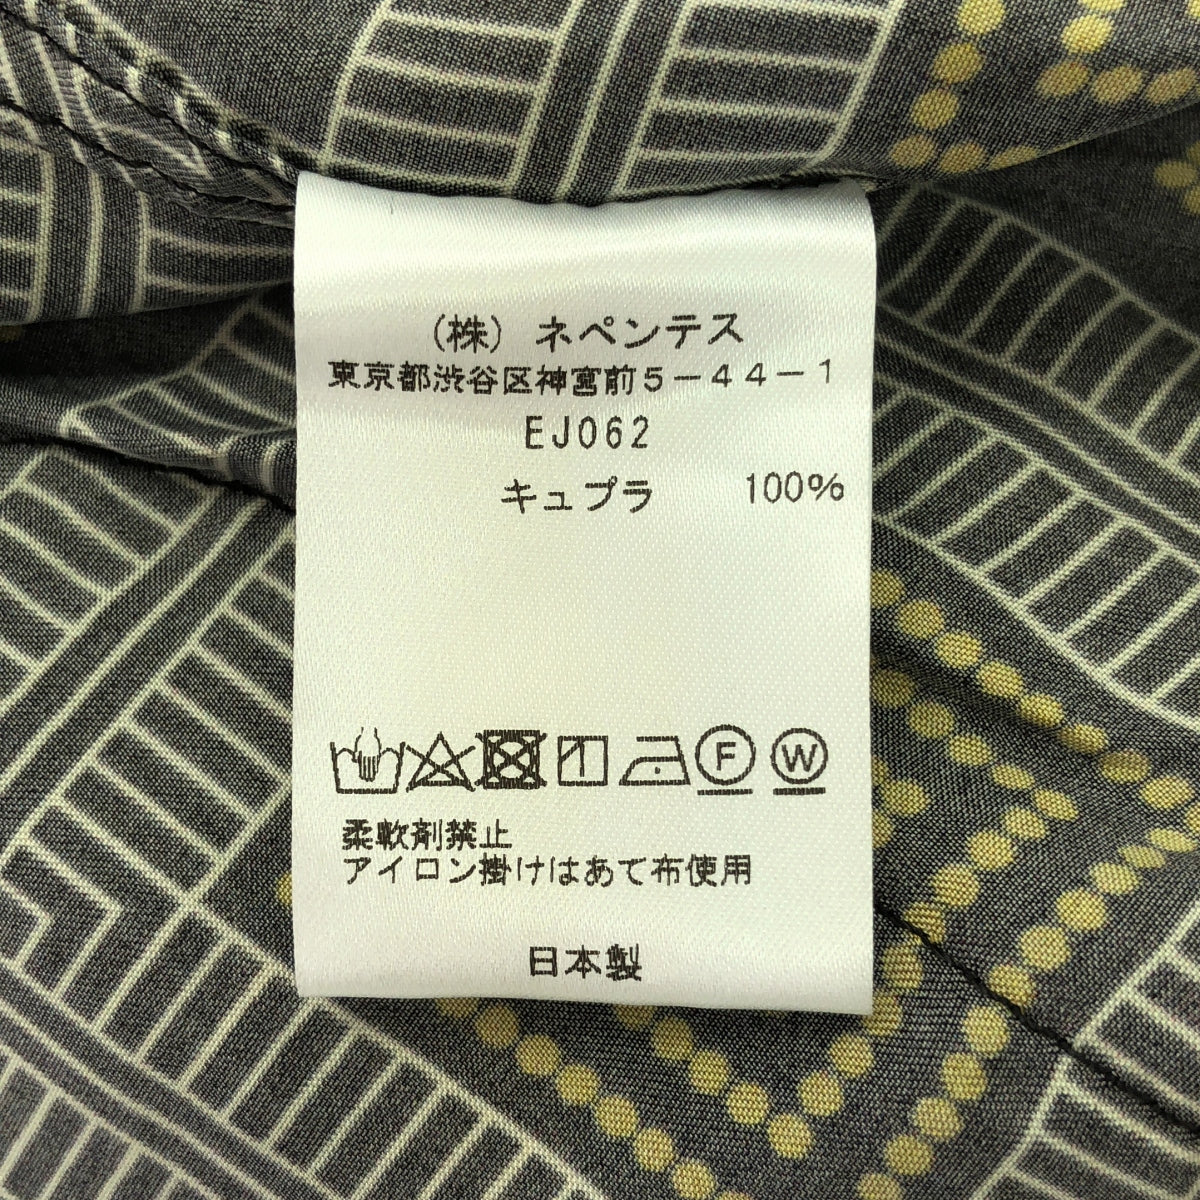 (株) ネペンテス
東京都渋谷区神宮前5-44-1
EJ062
キュプラ 100%
F W
柔軟剤禁止
アイロン掛けはあて布使用
日本製